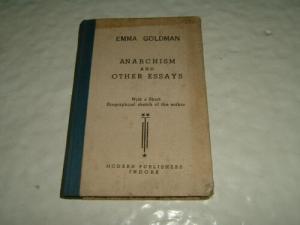 EMMA GOLDMAN
ANARCHISM
AND
OTHER ESSAYS
With a Short
Biographical sketch of the author
MODERN PUBLISHERS
INDORE